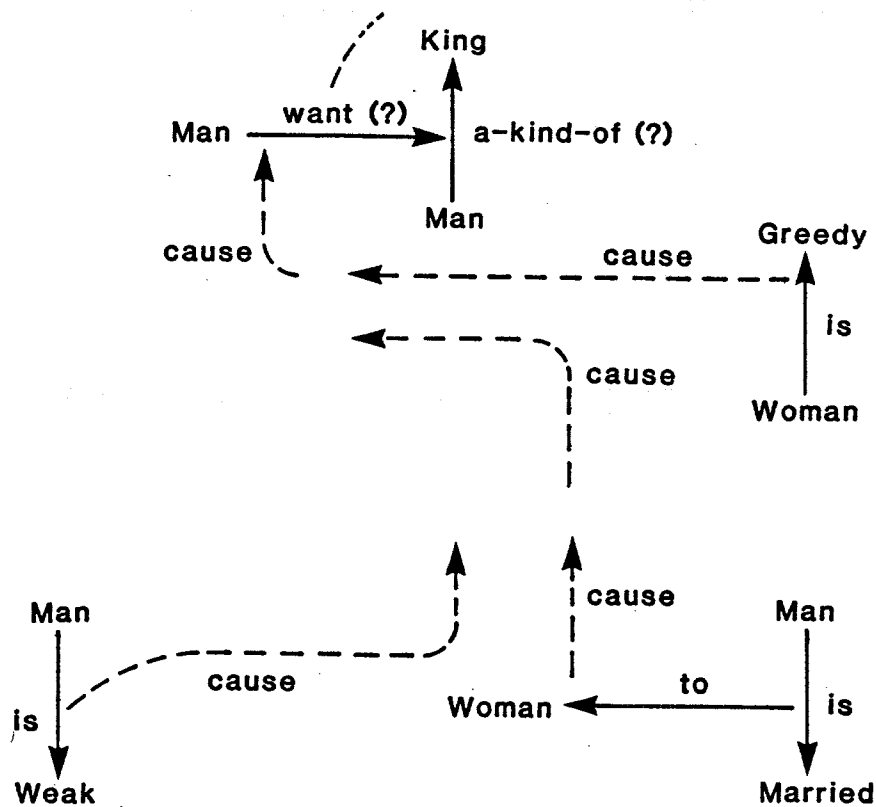 King
want (?)
Man
a-kind-of (?)
Man
Greedy
cause
cause
is
cause
Woman
Man
cause
Man
cause
to
is
Woman
is
Weak
Married